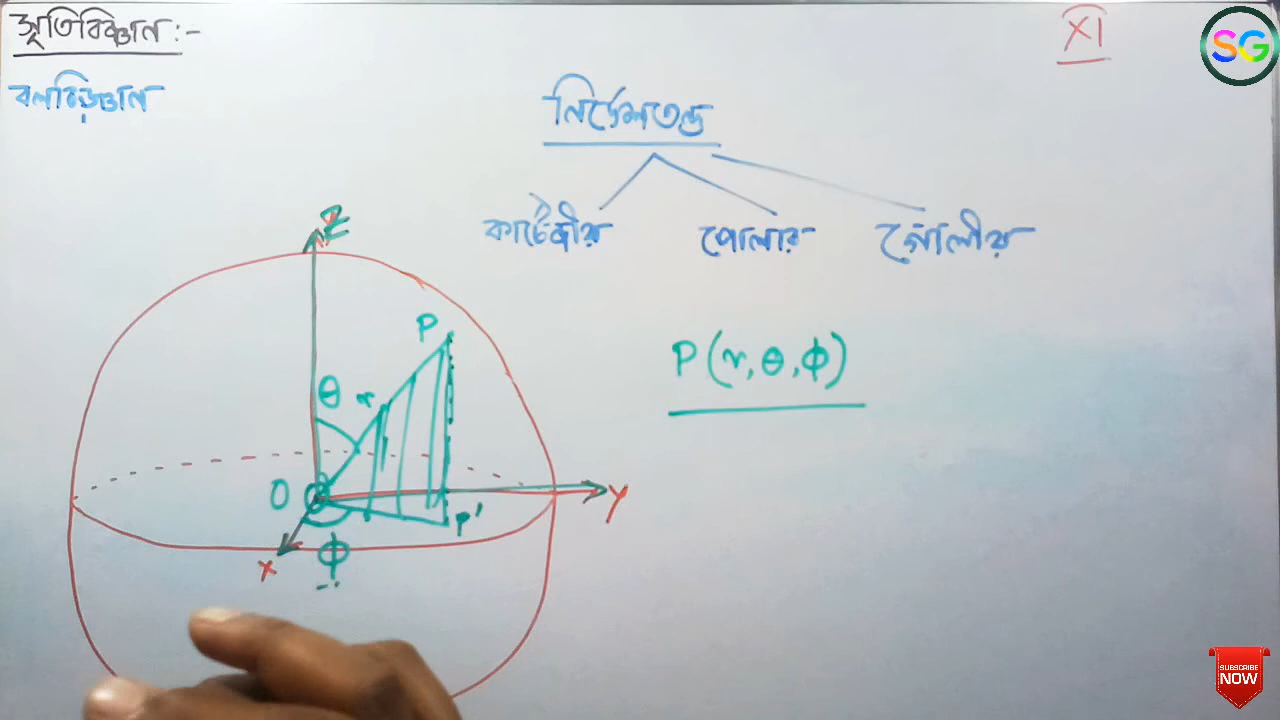 সৃতিবিজ্ঞান :-
XI
SG
বলবিজ্ঞান
নির্দেশতন্ত্র
কার্টেজীয় পোলার গোলীয়
Z
P
P(r, θ, φ)
θ r
O
Y
P'
X φ
SUBSCRIBE
NOW